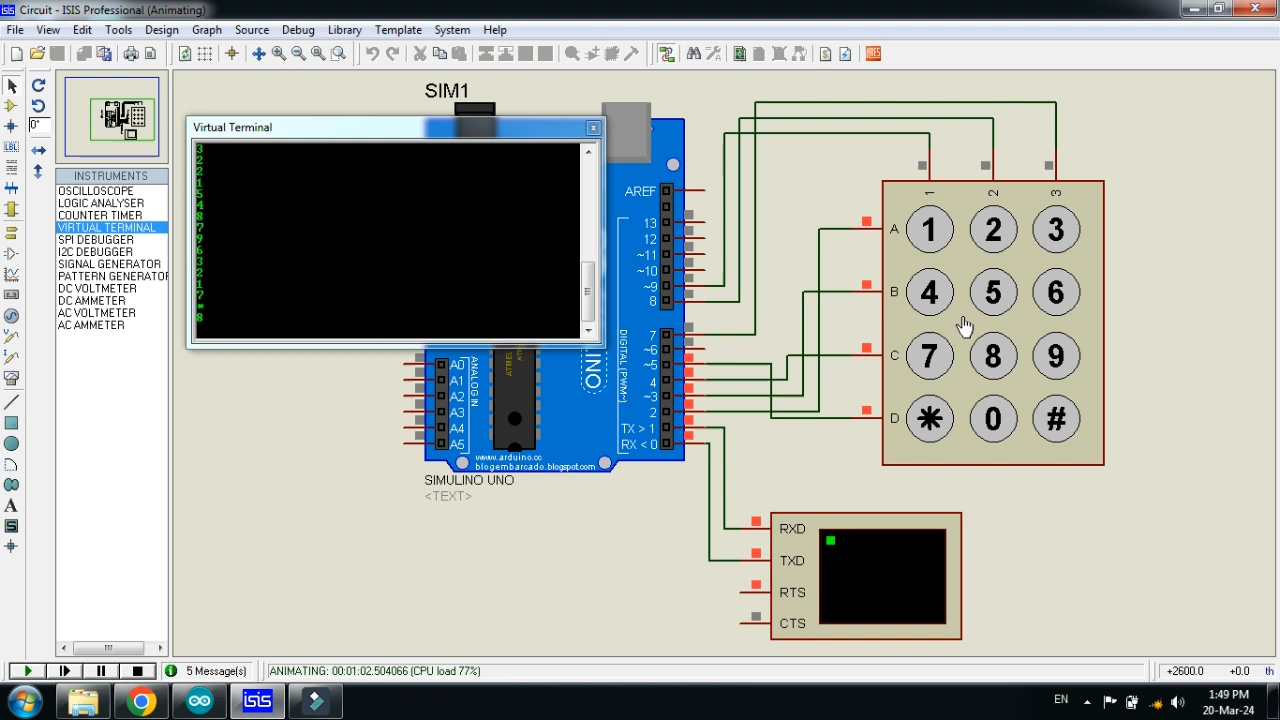 Circuit - ISIS Professional (Animating)
File View Edit Tools Design Graph Source Debug Library Template System Help
0°
LBL
A
S
INSTRUMENTS
OSCILLOSCOPE
LOGIC ANALYSER
COUNTER TIMER
VIRTUAL TERMINAL
SPI DEBUGGER
I2C DEBUGGER
SIGNAL GENERATOR
PATTERN GENERATOR
DC VOLTMETER
DC AMMETER
AC VOLTMETER
AC AMMETER
SIM1
Virtual Terminal
3
2
2
1
5
4
8
7
9
6
3
2
1
7
*
8
AREF
13
12
~11
~10
~9
8
7
~6
~5
4
~3
2
TX > 1
RX < 0
DIGITAL (PWM~)
A0
A1
A2
A3
A4
A5
ANALOG IN
INO
www.arduino.cc
blogembarcado.blogspot.com
SIMULINO UNO
<TEXT>
1 2 3
A 1 2 3
B 4 5 6
C 7 8 9
D * 0 #
RXD
TXD
RTS
CTS
5 Message(s)
ANIMATING: 00:01:02.504066 (CPU load 77%)
+2600.0 +0.0 th
isis
EN
1:49 PM
20-Mar-24